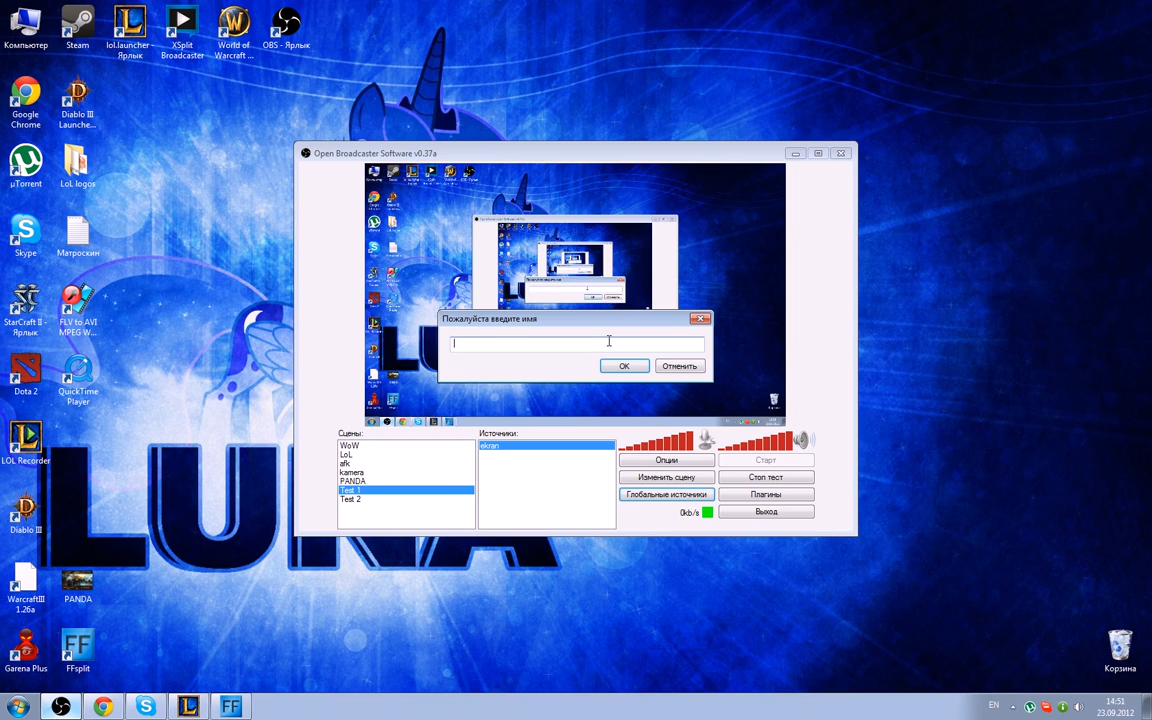 Компьютер
Steam
lol.launcher -
Ярлык
XSplit
Broadcaster
World of
Warcraft ...
OBS - Ярлык
Google
Chrome
Diablo III
Launche...
µTorrent
LoL logos
Skype
Матроскин
StarCraft II -
Ярлык
FLV to AVI
MPEG W...
Dota 2
QuickTime
Player
LOL Recorder
Diablo III
WarcraftIII
1.26a
PANDA
Garena Plus
FFsplit
LUNA
Open Broadcaster Software v0.37a
Пожалуйста введите имя
OK
Отменить
Сцены:
WoW
LoL
afk
kamera
PANDA
Test 1
Test 2
Источники:
ekran
Опции
Старт
Изменить сцену
Стоп тест
Глобальные источники
Плагины
0kb/s
Выход
Корзина
EN
14:51
23.09.2012